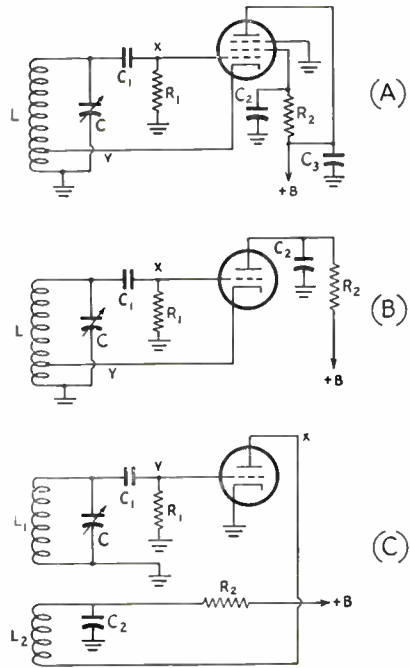 X
C₁
R₁
L
C
Y
C₂
R₂
C₃
+B
(A)
X
C₁
R₁
L
C
Y
C₂
R₂
+B
(B)
X
Y
C₁
R₁
L₁
C
R₂
+B
C₂
L₂
(C)